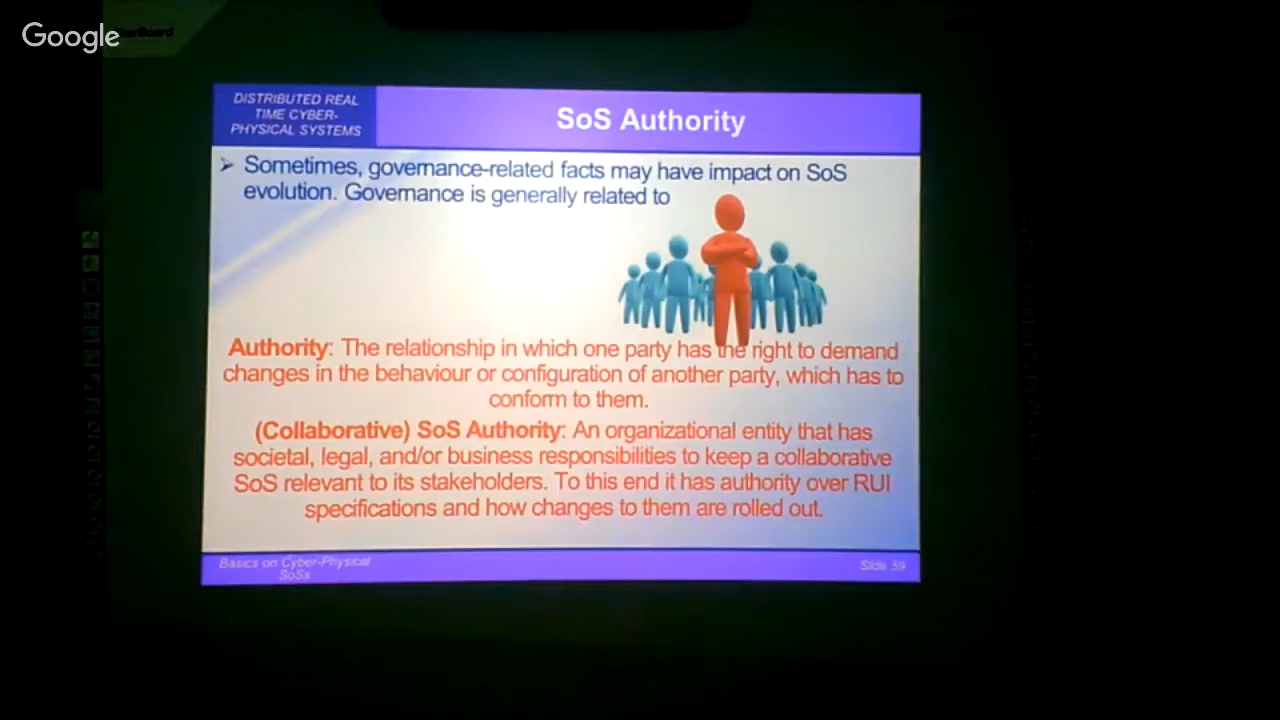 Google
DISTRIBUTED REAL
TIME CYBER-
PHYSICAL SYSTEMS
SoS Authority
➢ Sometimes, governance-related facts may have impact on SoS
evolution. Governance is generally related to
Authority: The relationship in which one party has the right to demand
changes in the behaviour or configuration of another party, which has to
conform to them.
(Collaborative) SoS Authority: An organizational entity that has
societal, legal, and/or business responsibilities to keep a collaborative
SoS relevant to its stakeholders. To this end it has authority over RUI
specifications and how changes to them are rolled out.
Basics on Cyber-Physical
SoSs
Slide 59